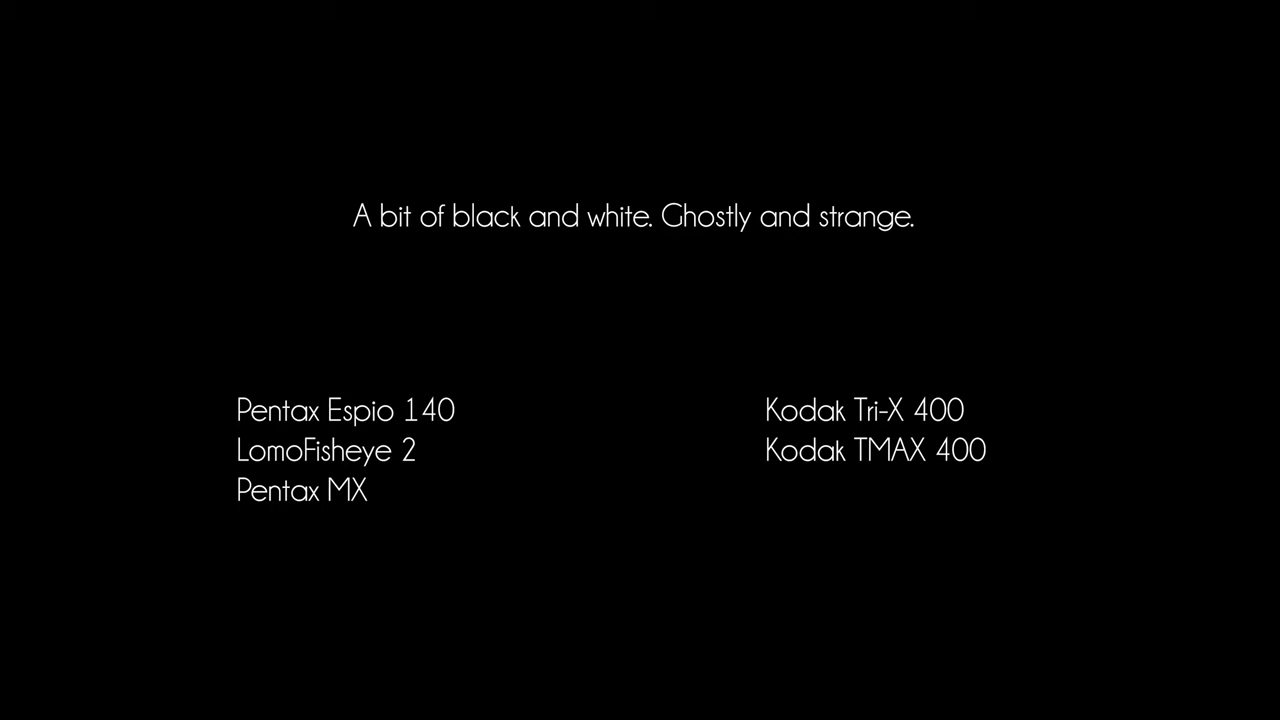 A bit of black and white. Ghostly and strange.
Pentax Espio 140
LomoFisheye 2
Pentax MX
Kodak Tri-X 400
Kodak TMAX 400